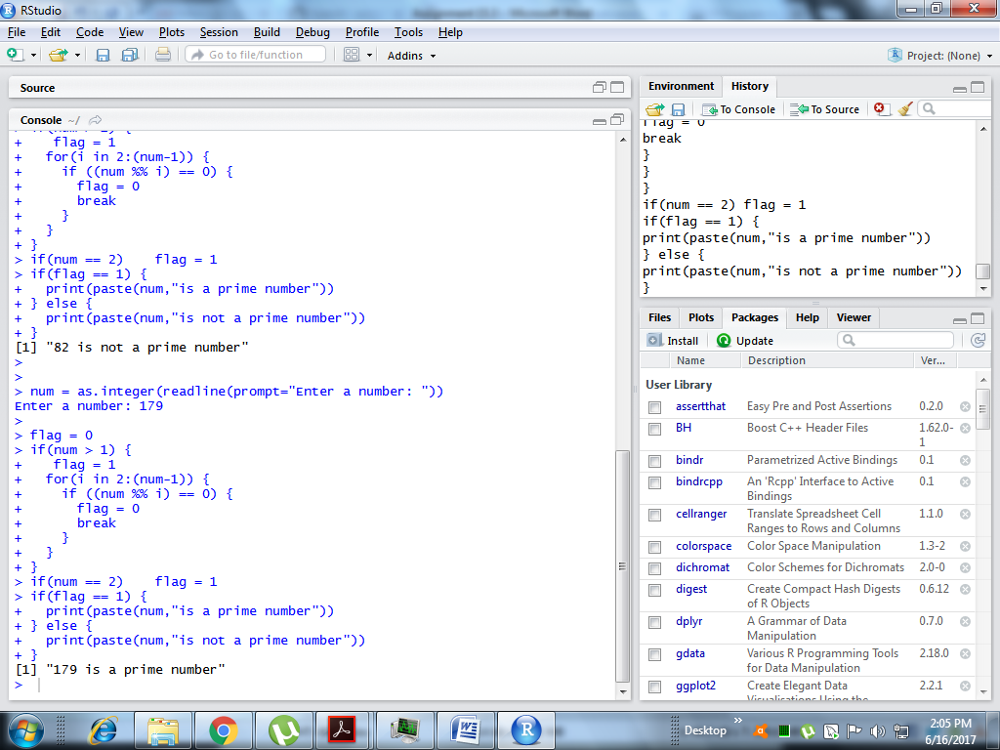 RStudio
File Edit Code View Plots Session Build Debug Profile Tools Help
Go to file/function Addins Project: (None)
Source
Console ~/
+ flag = 1
+ for(i in 2:(num-1)) {
+ if ((num %% i) == 0) {
+ flag = 0
+ break
+ }
+ }
+ }
> if(num == 2) flag = 1
> if(flag == 1) {
+ print(paste(num,"is a prime number"))
+ } else {
+ print(paste(num,"is not a prime number"))
+ }
[1] "82 is not a prime number"
>
>
> num = as.integer(readline(prompt="Enter a number: "))
Enter a number: 179
>
> flag = 0
> if(num > 1) {
+ flag = 1
+ for(i in 2:(num-1)) {
+ if ((num %% i) == 0) {
+ flag = 0
+ break
+ }
+ }
+ }
> if(num == 2) flag = 1
> if(flag == 1) {
+ print(paste(num,"is a prime number"))
+ } else {
+ print(paste(num,"is not a prime number"))
+ }
[1] "179 is a prime number"
>
Environment History
To Console To Source
flag = 0
break
}
}
}
if(num == 2) flag = 1
if(flag == 1) {
print(paste(num,"is a prime number"))
} else {
print(paste(num,"is not a prime number"))
}
Files Plots Packages Help Viewer
Install Update
Name Description Ver...
User Library
assertthat Easy Pre and Post Assertions 0.2.0
BH Boost C++ Header Files 1.62.0-
1
bindr Parametrized Active Bindings 0.1
bindrcpp An 'Rcpp' Interface to Active 0.1
Bindings
cellranger Translate Spreadsheet Cell 1.1.0
Ranges to Rows and Columns
colorspace Color Space Manipulation 1.3-2
dichromat Color Schemes for Dichromats 2.0-0
digest Create Compact Hash Digests 0.6.12
of R Objects
dplyr A Grammar of Data 0.7.0
Manipulation
gdata Various R Programming Tools 2.18.0
for Data Manipulation
ggplot2 Create Elegant Data 2.2.1
Visualisations Using the
Desktop 2:05 PM
6/16/2017